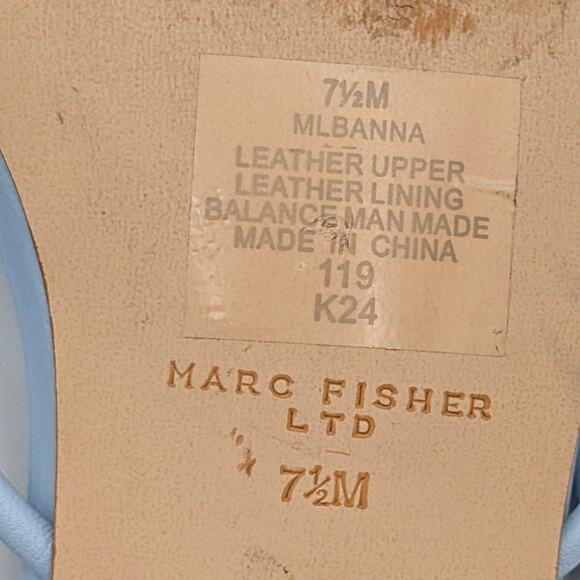 7½M
MLBANNA
LEATHER UPPER
LEATHER LINING
BALANCE MAN MADE
MADE IN CHINA
119
K24
MARC FISHER
LTD
7½M